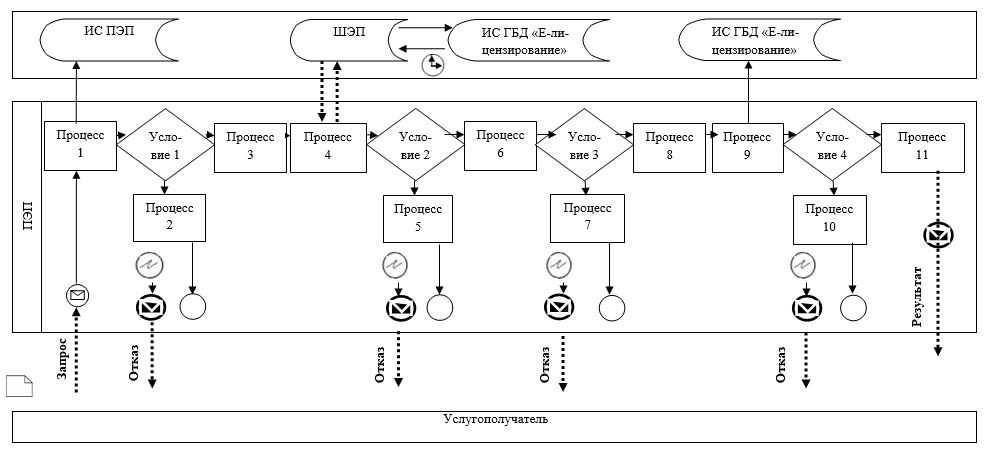 ИС ПЭП
ШЭП
ИС ГБД «Е-ли-
цензирование»
ИС ГБД «Е-ли-
цензирование»
ПЭП
Процесс
1
Усло-
вие 1
Процесс
3
Процесс
4
Усло-
вие 2
Процесс
6
Усло-
вие 3
Процесс
8
Процесс
9
Усло-
вие 4
Процесс
11
Процесс
2
Процесс
5
Процесс
7
Процесс
10
Запрос
Отказ
Отказ
Отказ
Отказ
Результат
Услугополучатель